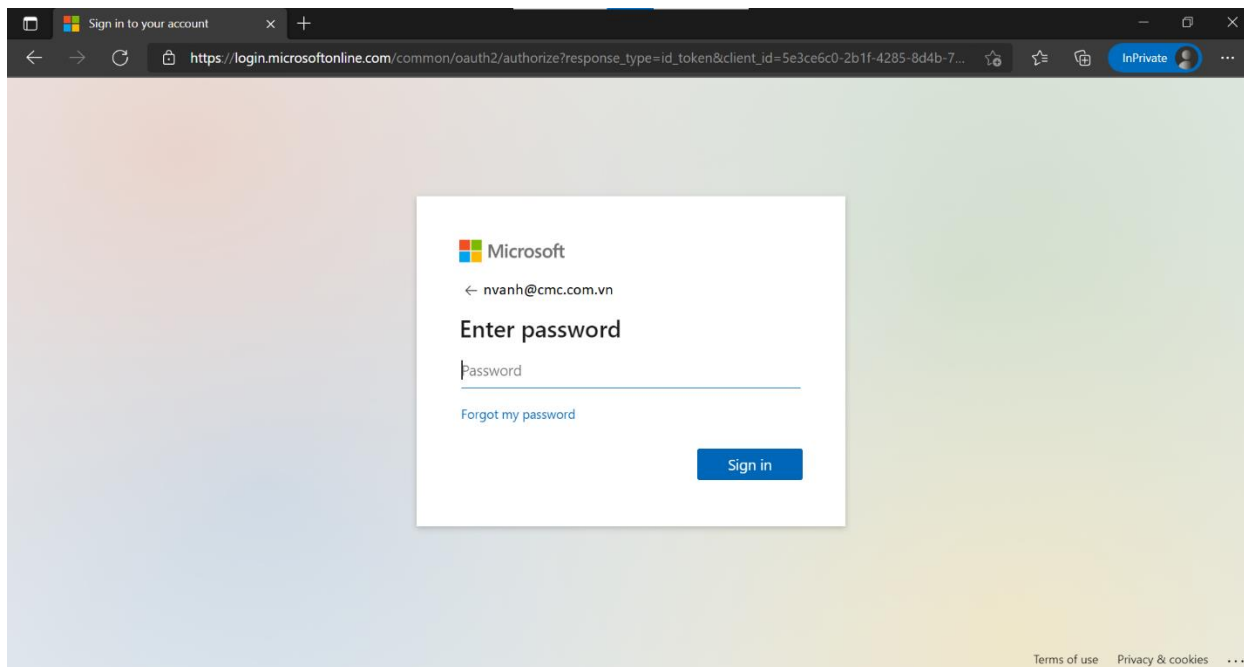 Sign in to your account
https://login.microsoftonline.com/common/oauth2/authorize?response_type=id_token&client_id=5e3ce6c0-2b1f-4285-8d4b-7...
InPrivate
Microsoft
nvanh@cmc.com.vn
Enter password
Password
Forgot my password
Sign in
Terms of use Privacy & cookies ...